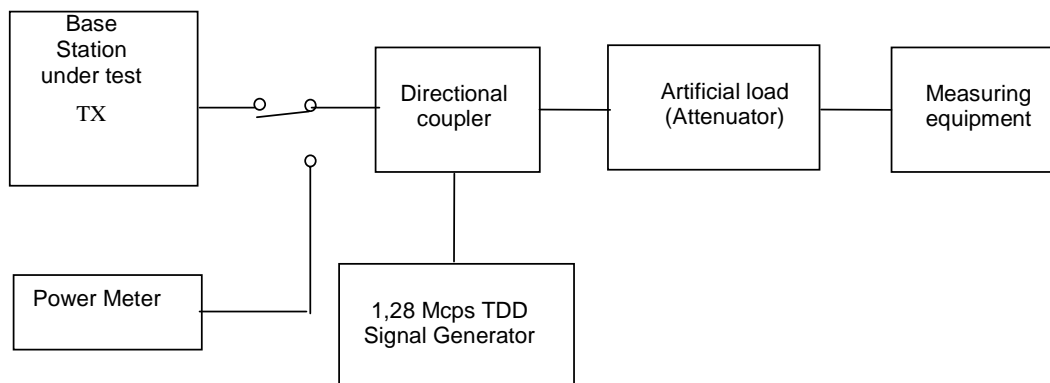 Base
Station
under test
TX
Directional
coupler
Artificial load
(Attenuator)
Measuring
equipment
Power Meter
1,28 Mcps TDD
Signal Generator